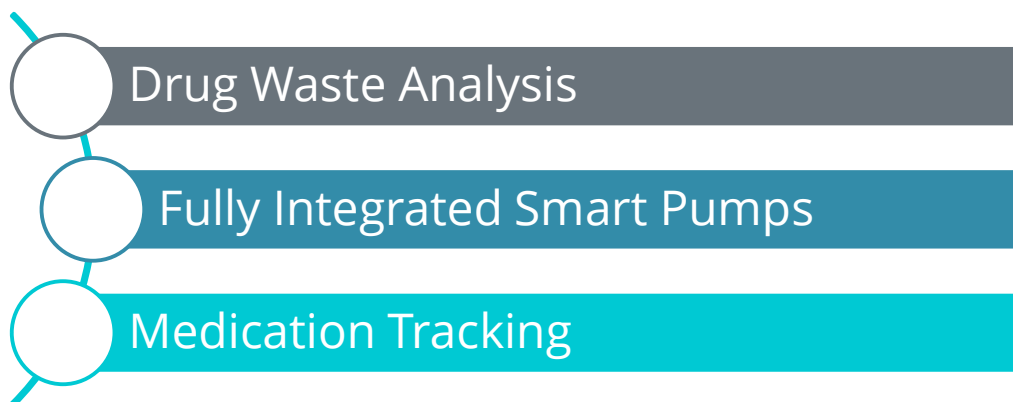 Drug Waste Analysis
Fully Integrated Smart Pumps
Medication Tracking